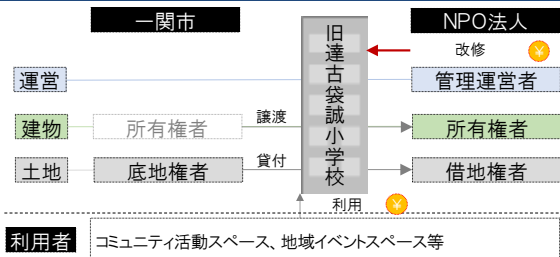 一関市
NPO法人
旧達古袋誠小学校
改修
¥
運営
管理運営者
建物
所有権者
譲渡
所有権者
土地
底地権者
貸付
借地権者
利用
¥
利用者
コミュニティ活動スペース、地域イベントスペース等